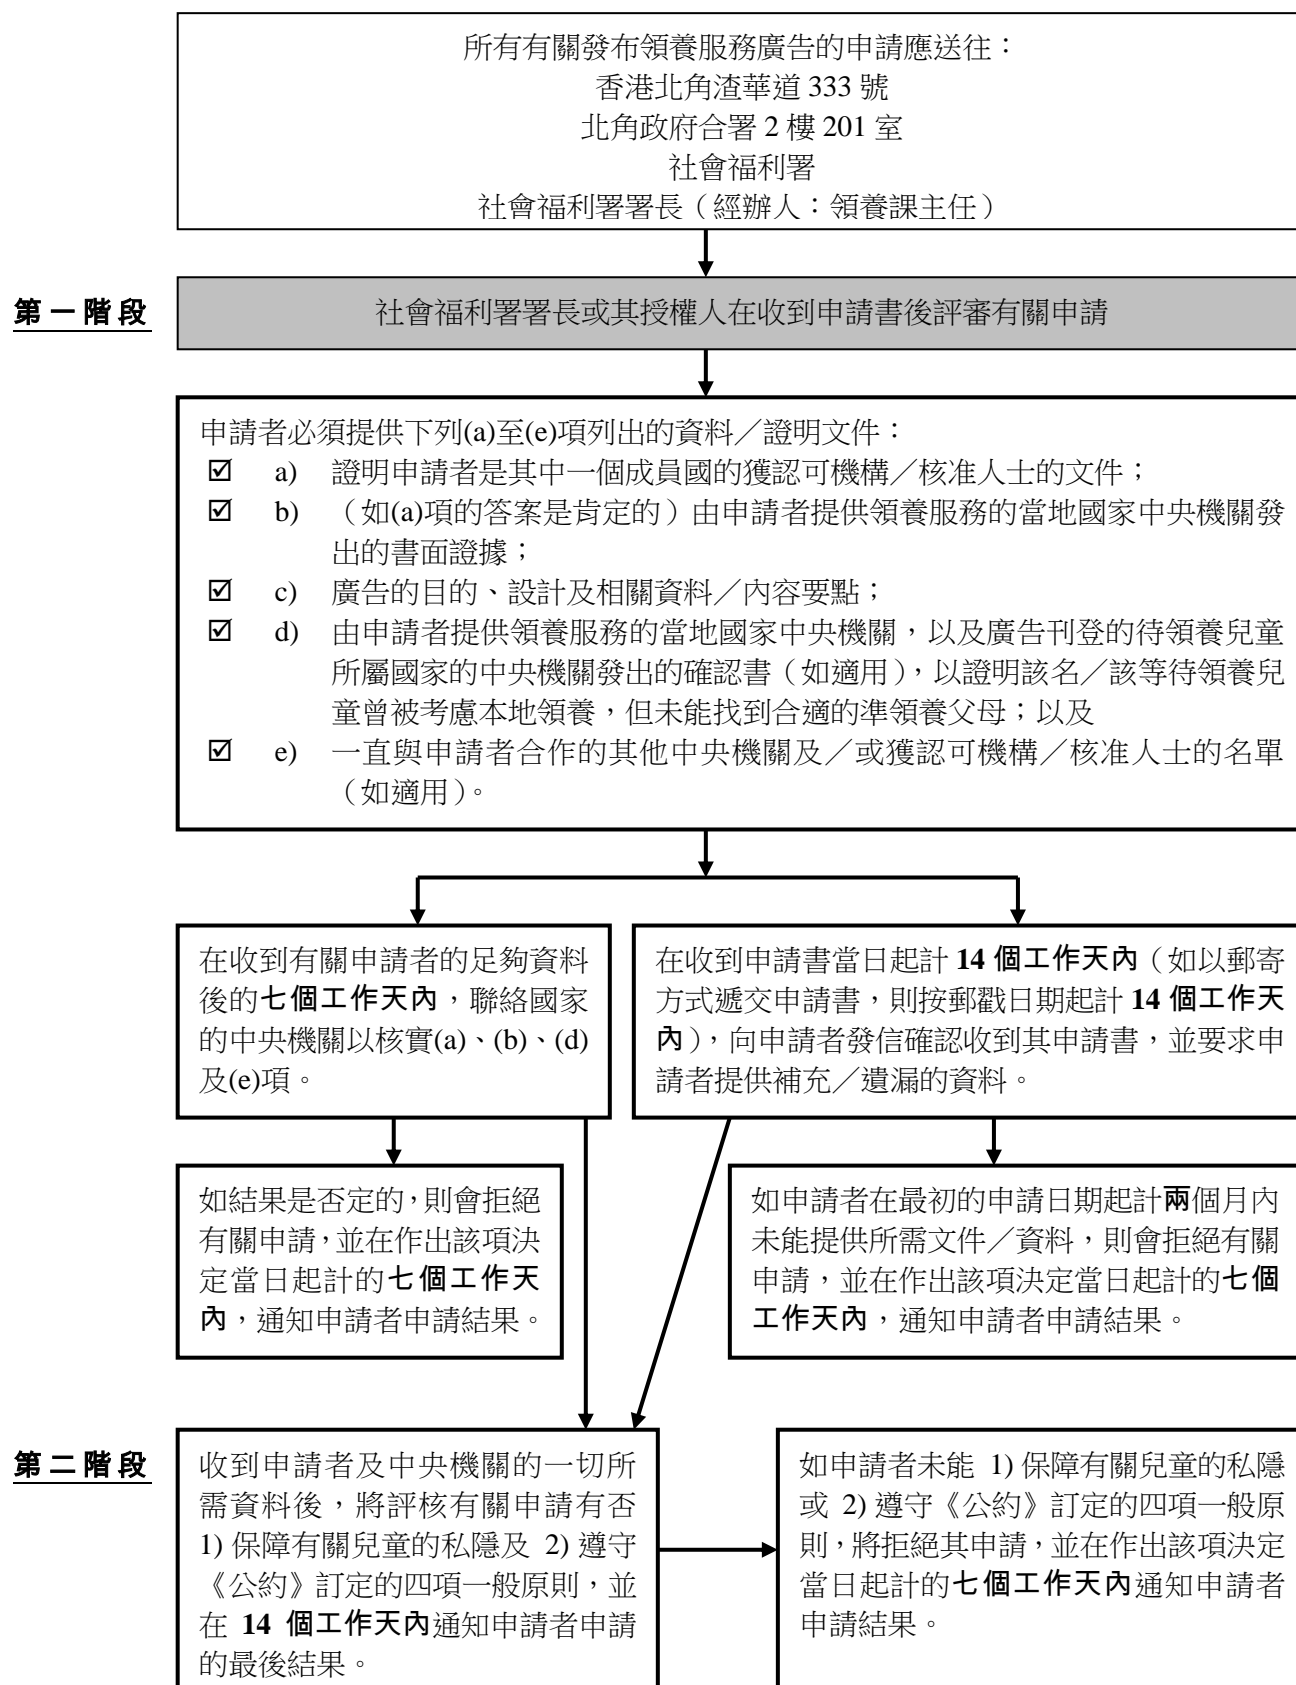 所有有關發布領養服務廣告的申請應送往：
香港北角渣華道 333 號
北角政府合署 2 樓 201 室
社會福利署
社會福利署署長（經辦人：領養課主任）
第一階段
社會福利署署長或其授權人在收到申請書後評審有關申請
申請者必須提供下列(a)至(e)項列出的資料／證明文件：
☑ a) 證明申請者是其中一個成員國的獲認可機構／核准人士的文件；
☑ b) （如(a)項的答案是肯定的）由申請者提供領養服務的當地國家中央機關發
出的書面證據；
☑ c) 廣告的目的、設計及相關資料／內容要點；
☑ d) 由申請者提供領養服務的當地國家中央機關，以及廣告刊登的待領養兒童
所屬國家的中央機關發出的確認書（如適用），以證明該名／該等待領養兒
童曾被考慮本地領養，但未能找到合適的準領養父母；以及
☑ e) 一直與申請者合作的其他中央機關及／或獲認可機構／核准人士的名單
（如適用）。
在收到有關申請者的足夠資料
後的七個工作天內，聯絡國家
的中央機關以核實(a)、(b)、(d)
及(e)項。
在收到申請書當日起計 14 個工作天內（如以郵寄
方式遞交申請書，則按郵戳日期起計 14 個工作天
內），向申請者發信確認收到其申請書，並要求申
請者提供補充／遺漏的資料。
如結果是否定的，則會拒絕
有關申請，並在作出該項決
定當日起計的七個工作天
內，通知申請者申請結果。
如申請者在最初的申請日期起計兩個月內
未能提供所需文件／資料，則會拒絕有關
申請，並在作出該項決定當日起計的七個
工作天內，通知申請者申請結果。
第二階段
收到申請者及中央機關的一切所
需資料後，將評核有關申請有否
1) 保障有關兒童的私隱及 2) 遵守
《公約》訂定的四項一般原則，並
在 14 個工作天內通知申請者申請
的最後結果。
如申請者未能 1) 保障有關兒童的私隱
或 2) 遵守《公約》訂定的四項一般原
則，將拒絕其申請，並在作出該項決定
當日起計的七個工作天內通知申請者
申請結果。